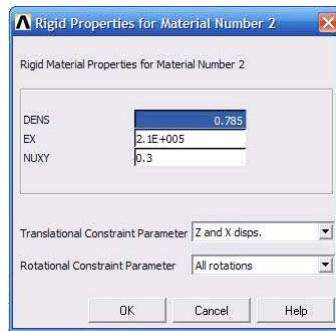 Rigid Properties for Material Number 2
Rigid Material Properties for Material Number 2
DENS 0.785
EX 2.1E+005
NUXY 0.3
Translational Constraint Parameter Z and X disps.
Rotational Constraint Parameter All rotations
OK Cancel Help